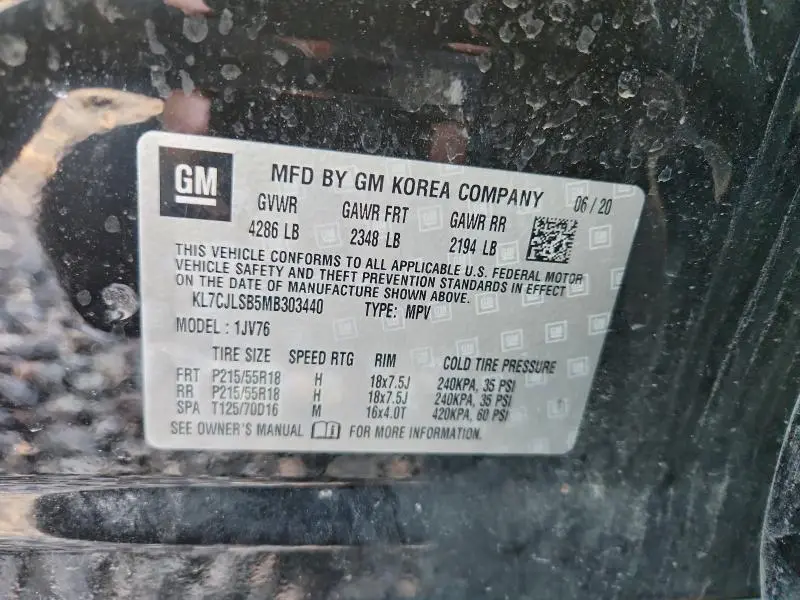 GM
MFD BY GM KOREA COMPANY
06 / 20
GVWR GAWR FRT GAWR RR
4286 LB 2348 LB 2194 LB
THIS VEHICLE CONFORMS TO ALL APPLICABLE U.S. FEDERAL MOTOR
VEHICLE SAFETY AND THEFT PREVENTION STANDARDS IN EFFECT
ON THE DATE OF MANUFACTURE SHOWN ABOVE.
KL7CJLSB5MB303440 TYPE: MPV
MODEL : 1JV76
TIRE SIZE SPEED RTG RIM COLD TIRE PRESSURE
FRT P215/55R18 H 18x7.5J 240KPA, 35 PSI
RR P215/55R18 H 18x7.5J 240KPA, 35 PSI
SPA T125/70D16 M 16x4.0T 420KPA, 60 PSI
SEE OWNER'S MANUAL FOR MORE INFORMATION.